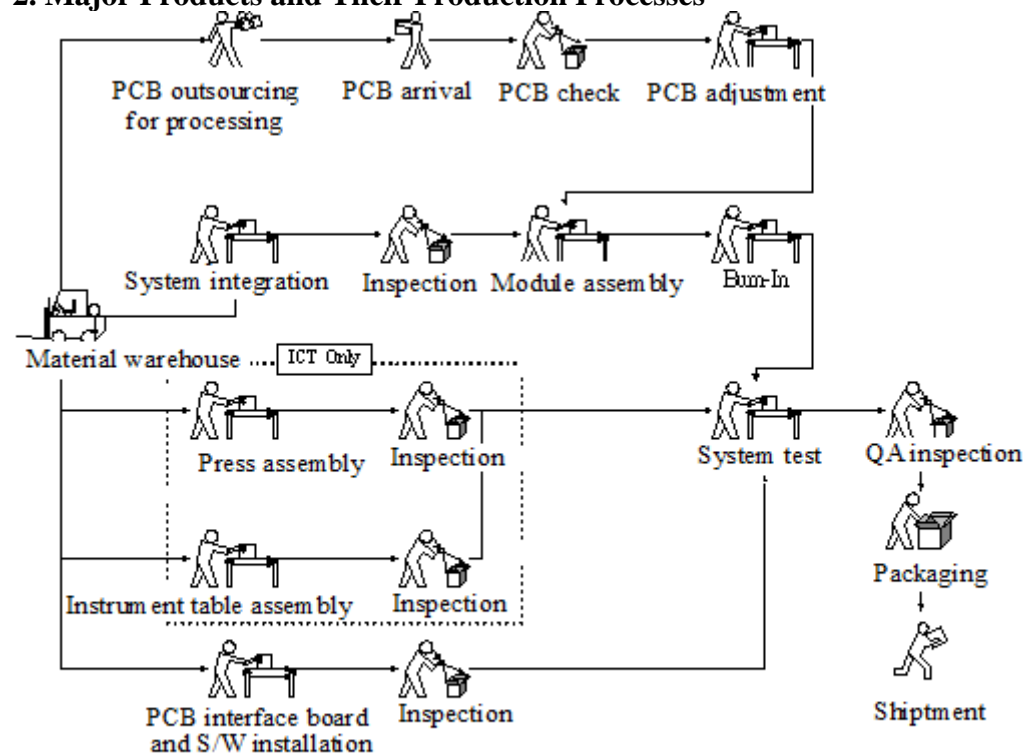 2. Major Products and Their Production Processes
PCB outsourcing
for processing
PCB arrival
PCB check
PCB adjustment
System integration
Inspection
Module assembly
Burn-In
Material warehouse
ICT Only
Press assembly
Inspection
System test
QA inspection
Instrument table assembly
Inspection
Packaging
PCB interface board
and S/W installation
Inspection
Shiptment